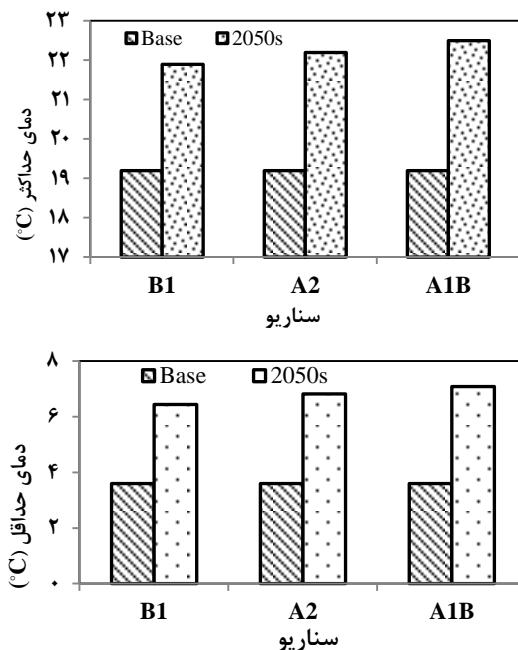 ۲۳
۲۲
۲۱
۲۰
۱۹
۱۸
۱۷
دمای حداکثر (°C)
Base 2050s
B1 A2 A1B
سناریو
۸
۶
۴
۲
۰
دمای حداقل (°C)
Base 2050s
B1 A2 A1B
سناریو